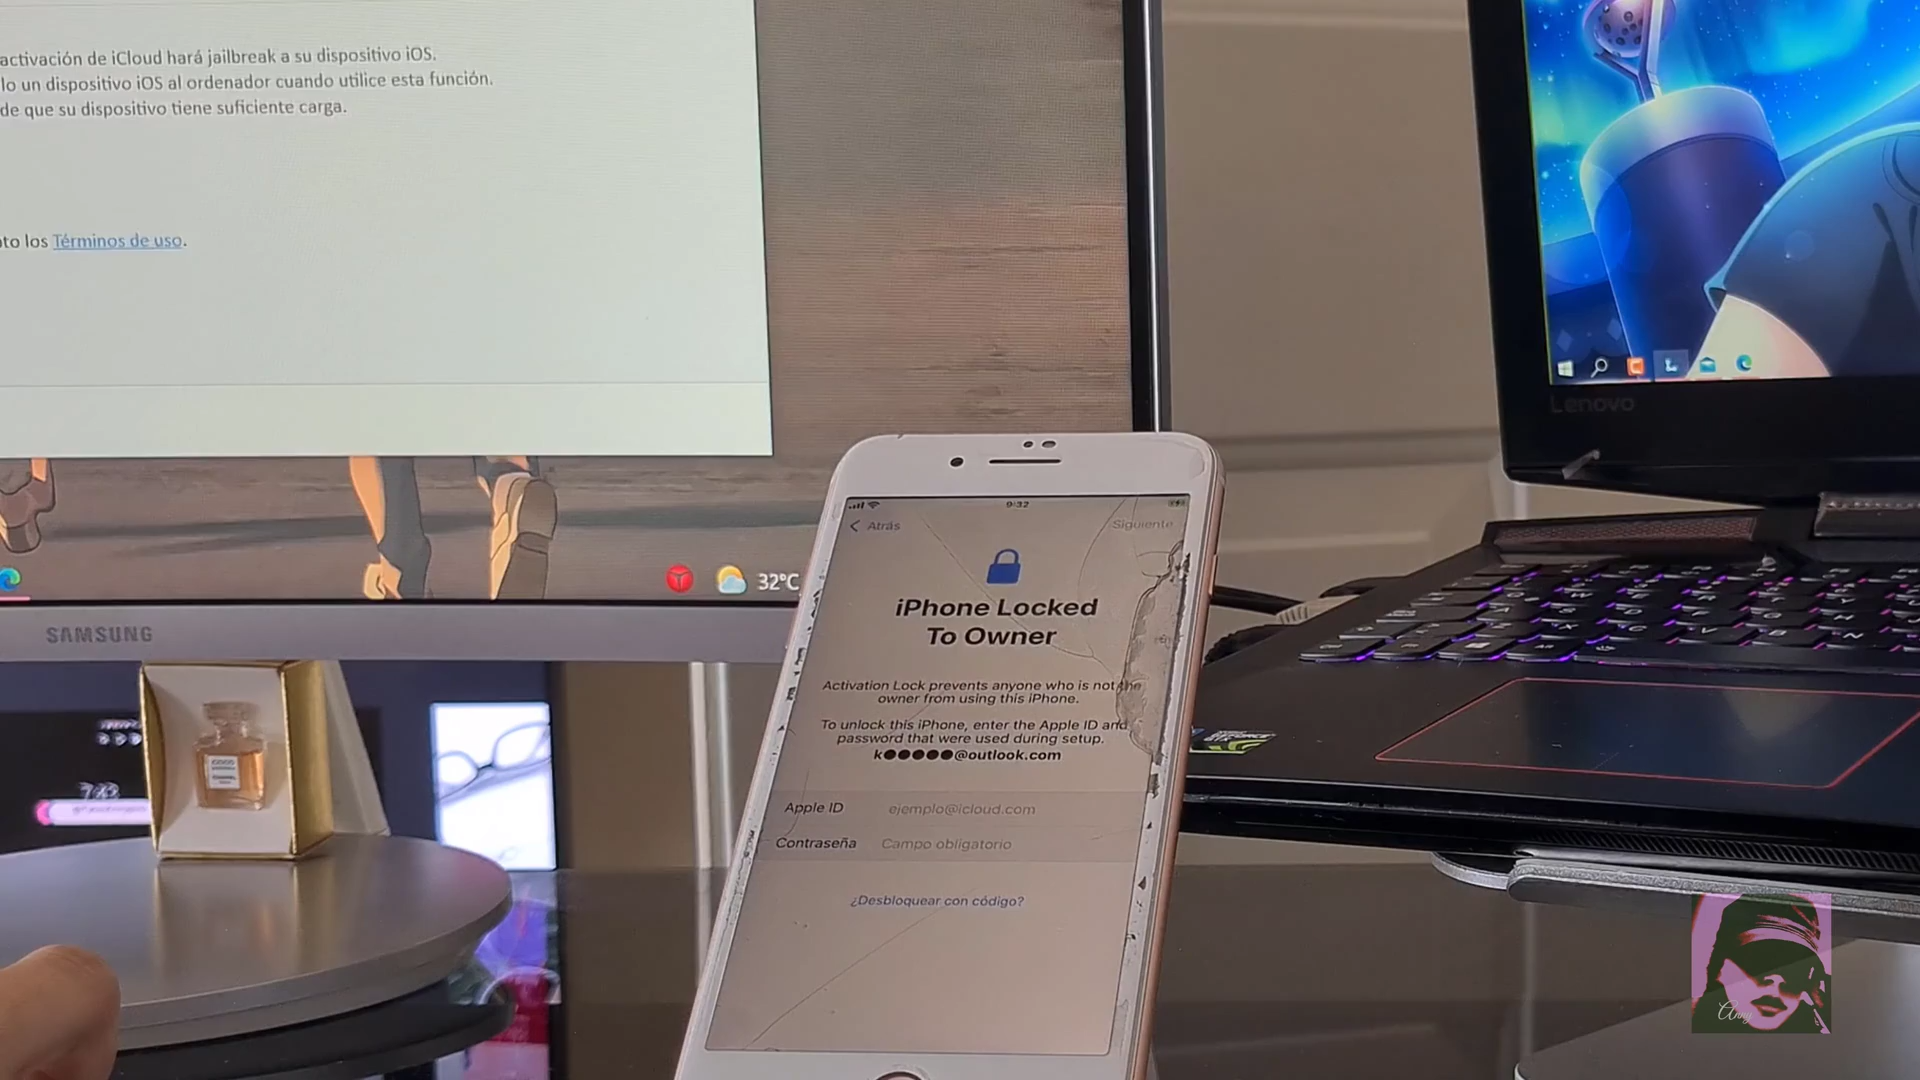 activación de iCloud hará jailbreak a su dispositivo iOS.
lo un dispositivo iOS al ordenador cuando utilice esta función.
de que su dispositivo tiene suficiente carga.
to los Términos de uso.
32°C
SAMSUNG
Lenovo
9:32
Atrás
Siguiente
iPhone Locked
To Owner
Activation Lock prevents anyone who is not the
owner from using this iPhone.
To unlock this iPhone, enter the Apple ID and
password that were used during setup.
k●●●●●@outlook.com
Apple ID ejemplo@icloud.com
Contraseña Campo obligatorio
¿Desbloquear con código?
CHANEL
GEFORCE
GTX
Anny